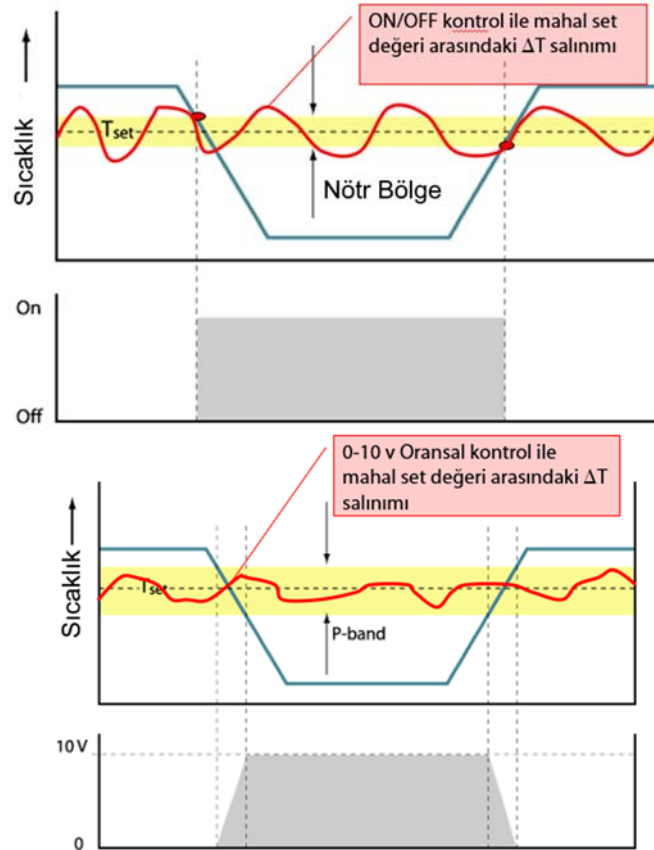 ON/OFF kontrol ile mahal set
değeri arasındaki ΔT salınımı
Sıcaklık
Tset
Nötr Bölge
On
Off
0-10 v Oransal kontrol ile
mahal set değeri arasındaki ΔT
salınımı
Sıcaklık
Tset
P-band
10 V
0